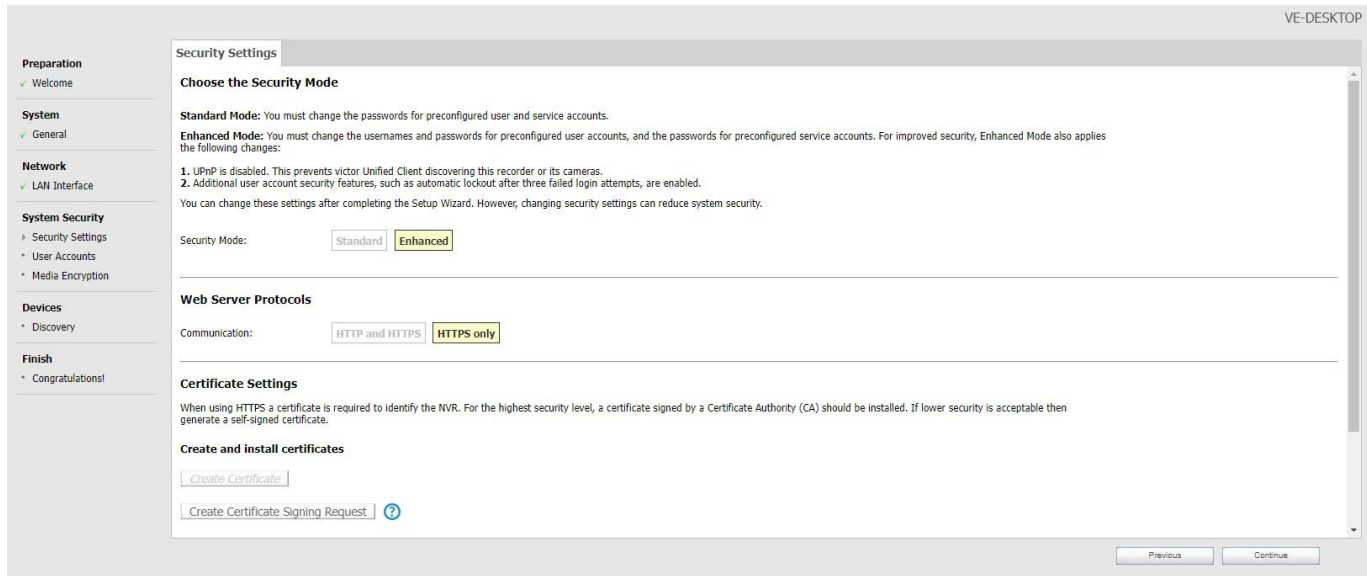 VE-DESKTOP
Preparation
Welcome
System
General
Network
LAN Interface
System Security
Security Settings
User Accounts
Media Encryption
Devices
Discovery
Finish
Congratulations!
Security Settings
Choose the Security Mode
Standard Mode: You must change the passwords for preconfigured user and service accounts.
Enhanced Mode: You must change the usernames and passwords for preconfigured user accounts, and the passwords for preconfigured service accounts. For improved security, Enhanced Mode also applies
the following changes:
1. UPnP is disabled. This prevents victor Unified Client discovering this recorder or its cameras.
2. Additional user account security features, such as automatic lockout after three failed login attempts, are enabled.
You can change these settings after completing the Setup Wizard. However, changing security settings can reduce system security.
Security Mode: Standard Enhanced
Web Server Protocols
Communication: HTTP and HTTPS HTTPS only
Certificate Settings
When using HTTPS a certificate is required to identify the NVR. For the highest security level, a certificate signed by a Certificate Authority (CA) should be installed. If lower security is acceptable then
generate a self-signed certificate.
Create and install certificates
Create Certificate
Create Certificate Signing Request ?
Previous Continue